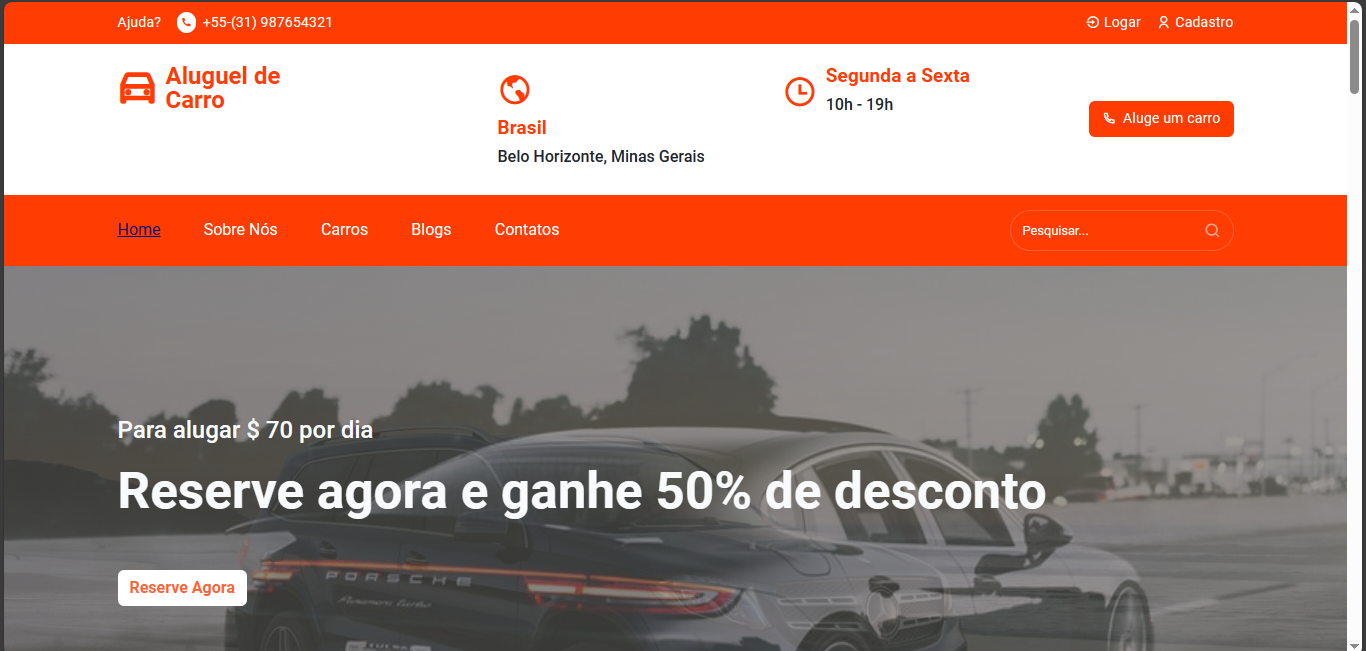 Ajuda? +55-(31) 987654321 Logar Cadastro
Aluguel de
Carro
Brasil
Belo Horizonte, Minas Gerais
Segunda a Sexta
10h - 19h
Aluge um carro
Home Sobre Nós Carros Blogs Contatos Pesquisar...
Para alugar $ 70 por dia
Reserve agora e ganhe 50% de desconto
Reserve Agora
PORSCHE
Panamera turbo